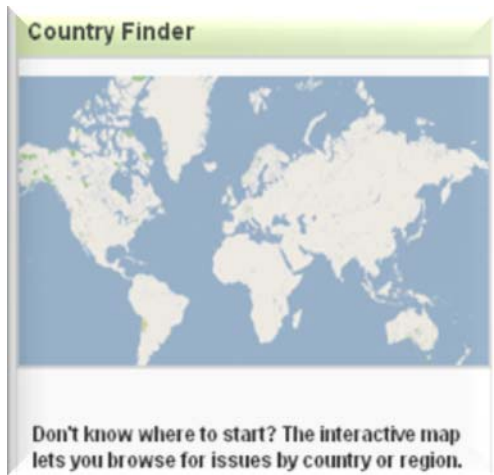 Country Finder
Don't know where to start? The interactive map
lets you browse for issues by country or region.